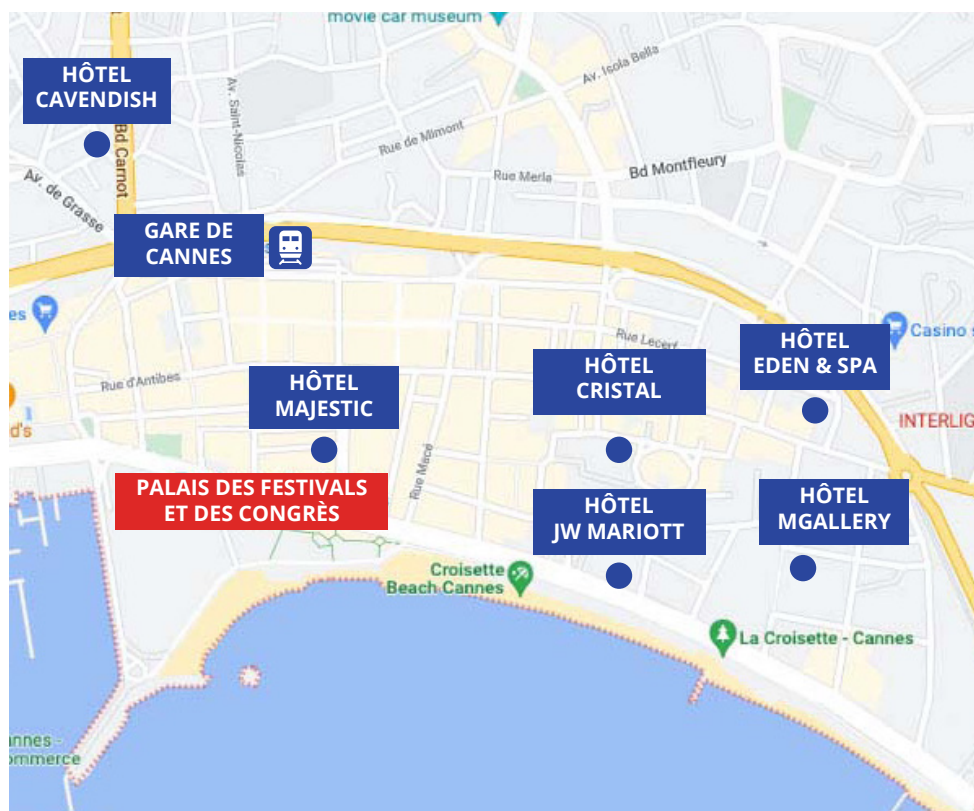 movie car museum
HÔTEL
CAVENDISH
Bd Carnot
Av. Saint-Nicolas
Av. Isola Bella
Rue de Mimont
Rue Merle
Bd Montfleury
Av. de Grasse
GARE DE
CANNES
es
Rue Lecerf
Casino s
Rue d'Antibes
HÔTEL
MAJESTIC
HÔTEL
CRISTAL
HÔTEL
EDEN & SPA
d's
INTERLIG
Rue Macé
PALAIS DES FESTIVALS
ET DES CONGRÈS
HÔTEL
JW MARIOTT
HÔTEL
MGALLERY
Croisette
Beach Cannes
La Croisette - Cannes
annes -
ommerce